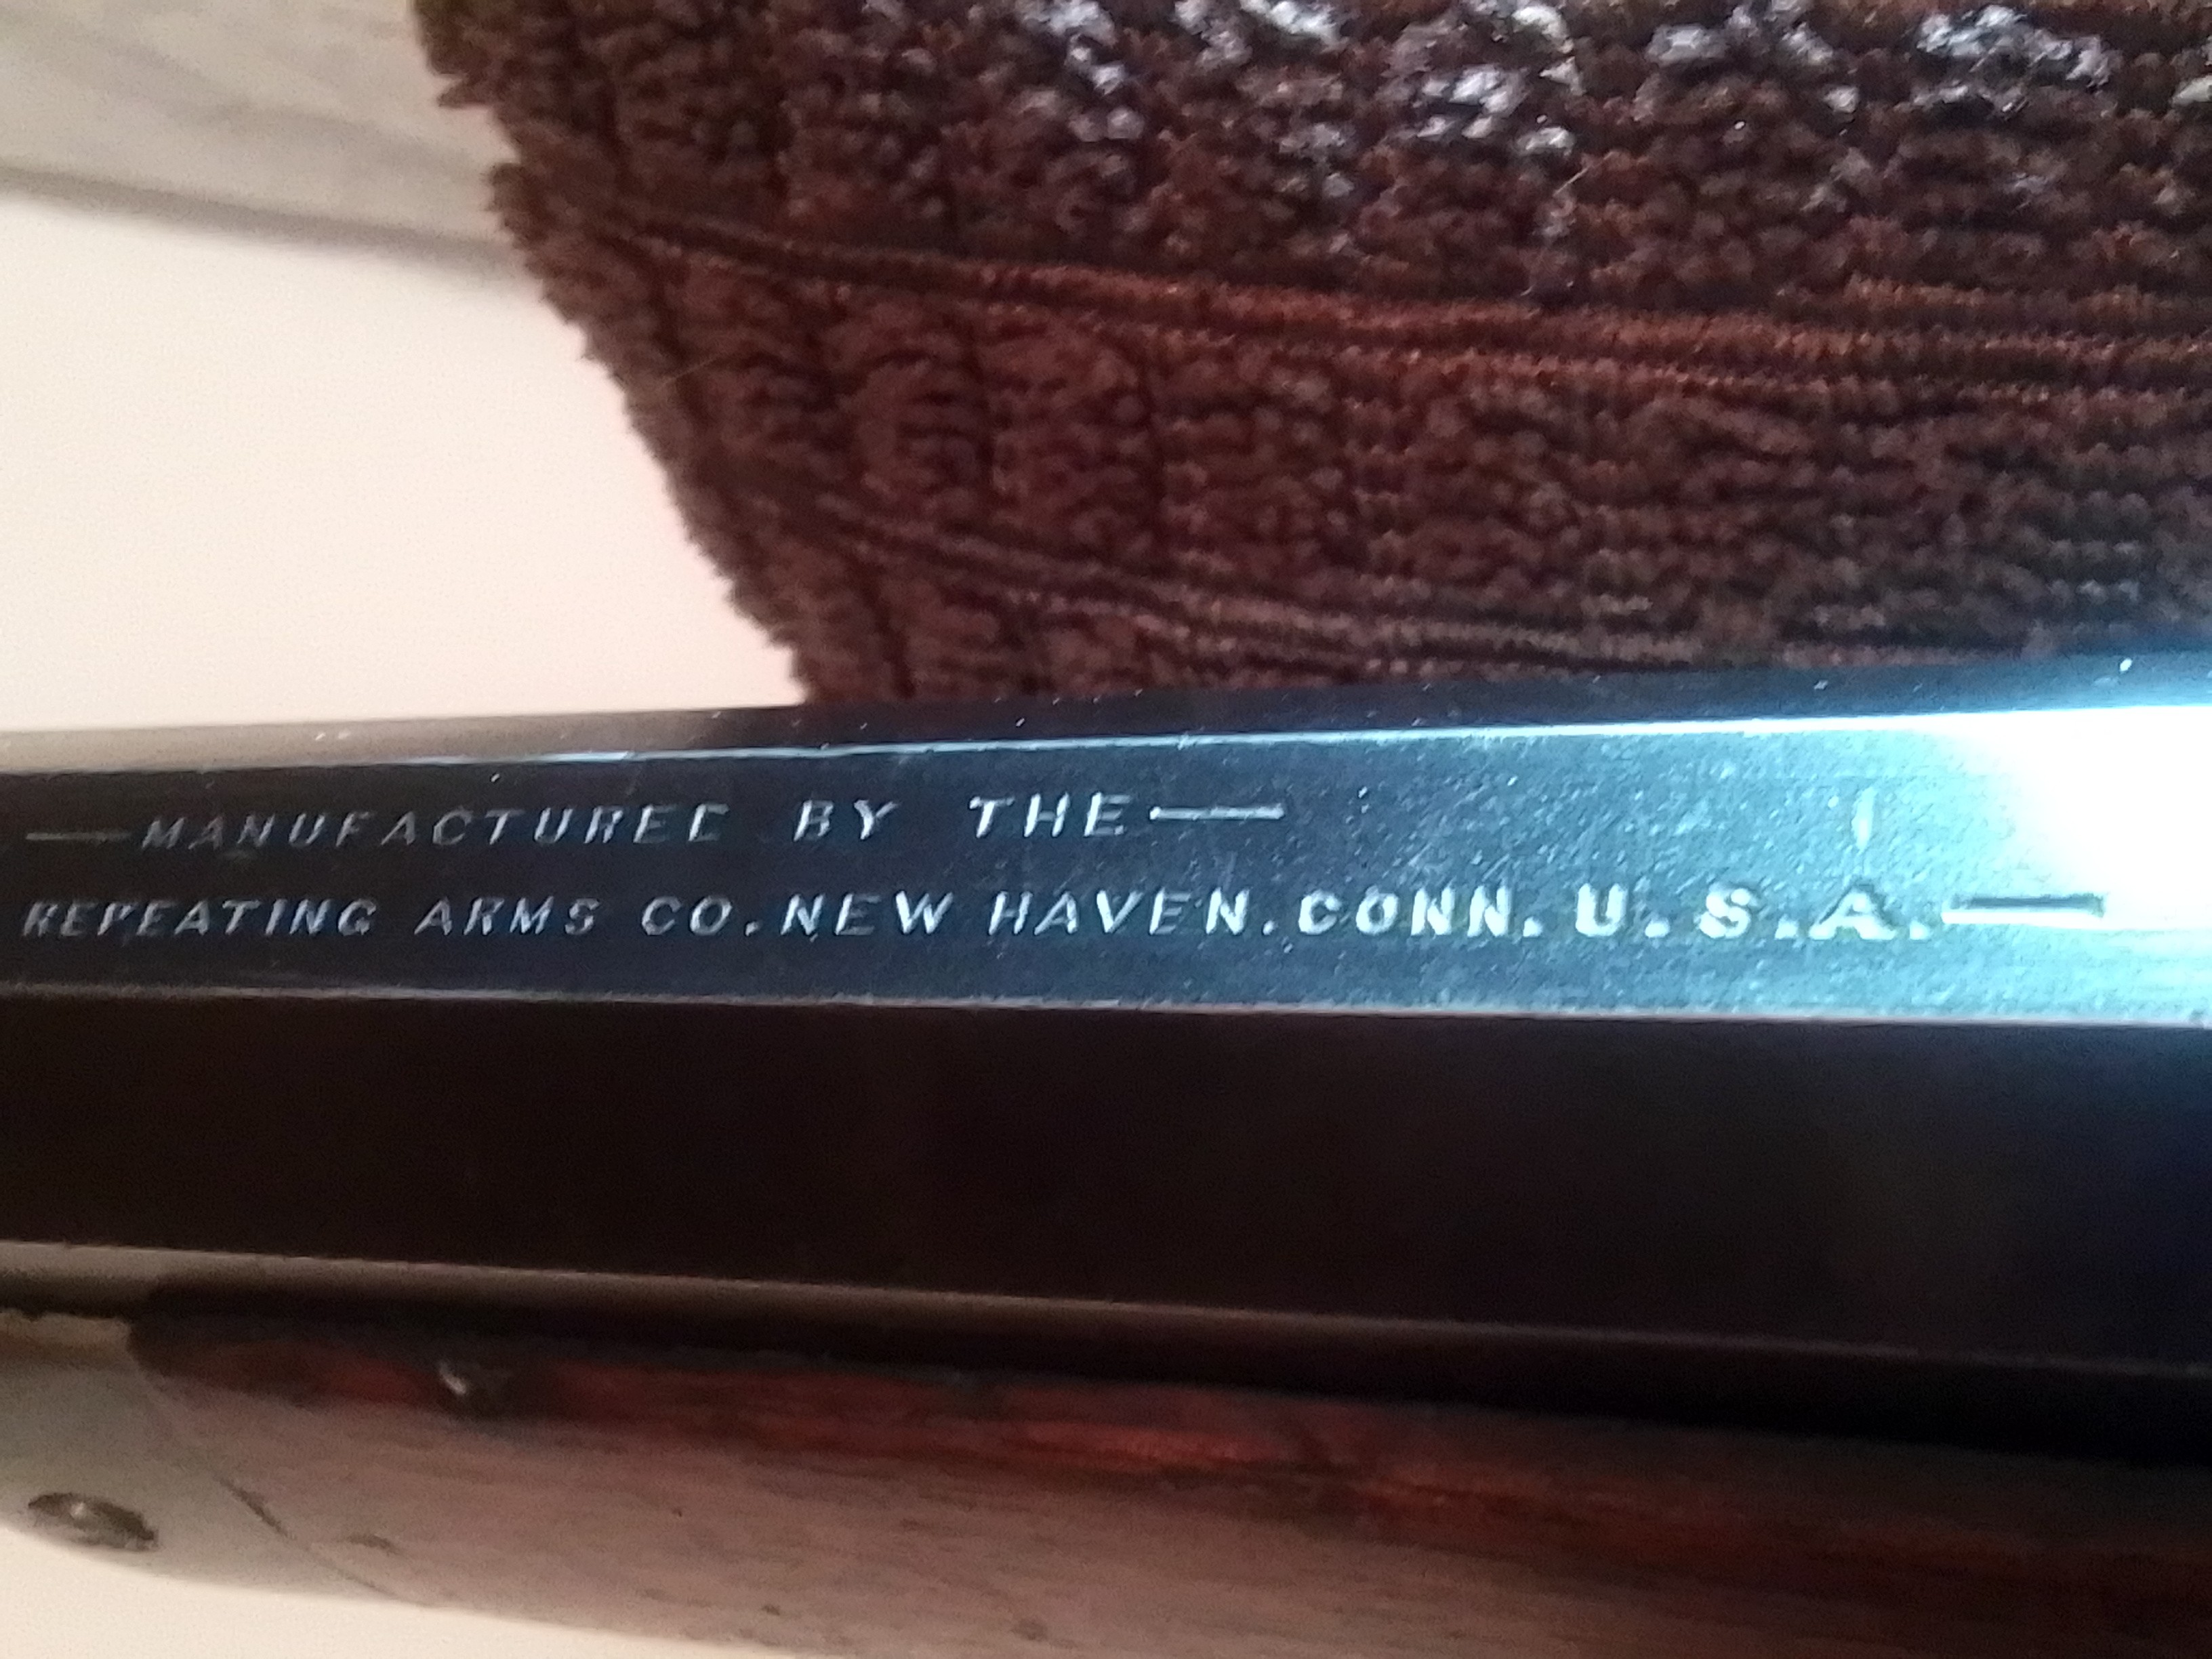 —MANUFACTURED BY THE—
REPEATING ARMS CO. NEW HAVEN. CONN. U.S.A.—